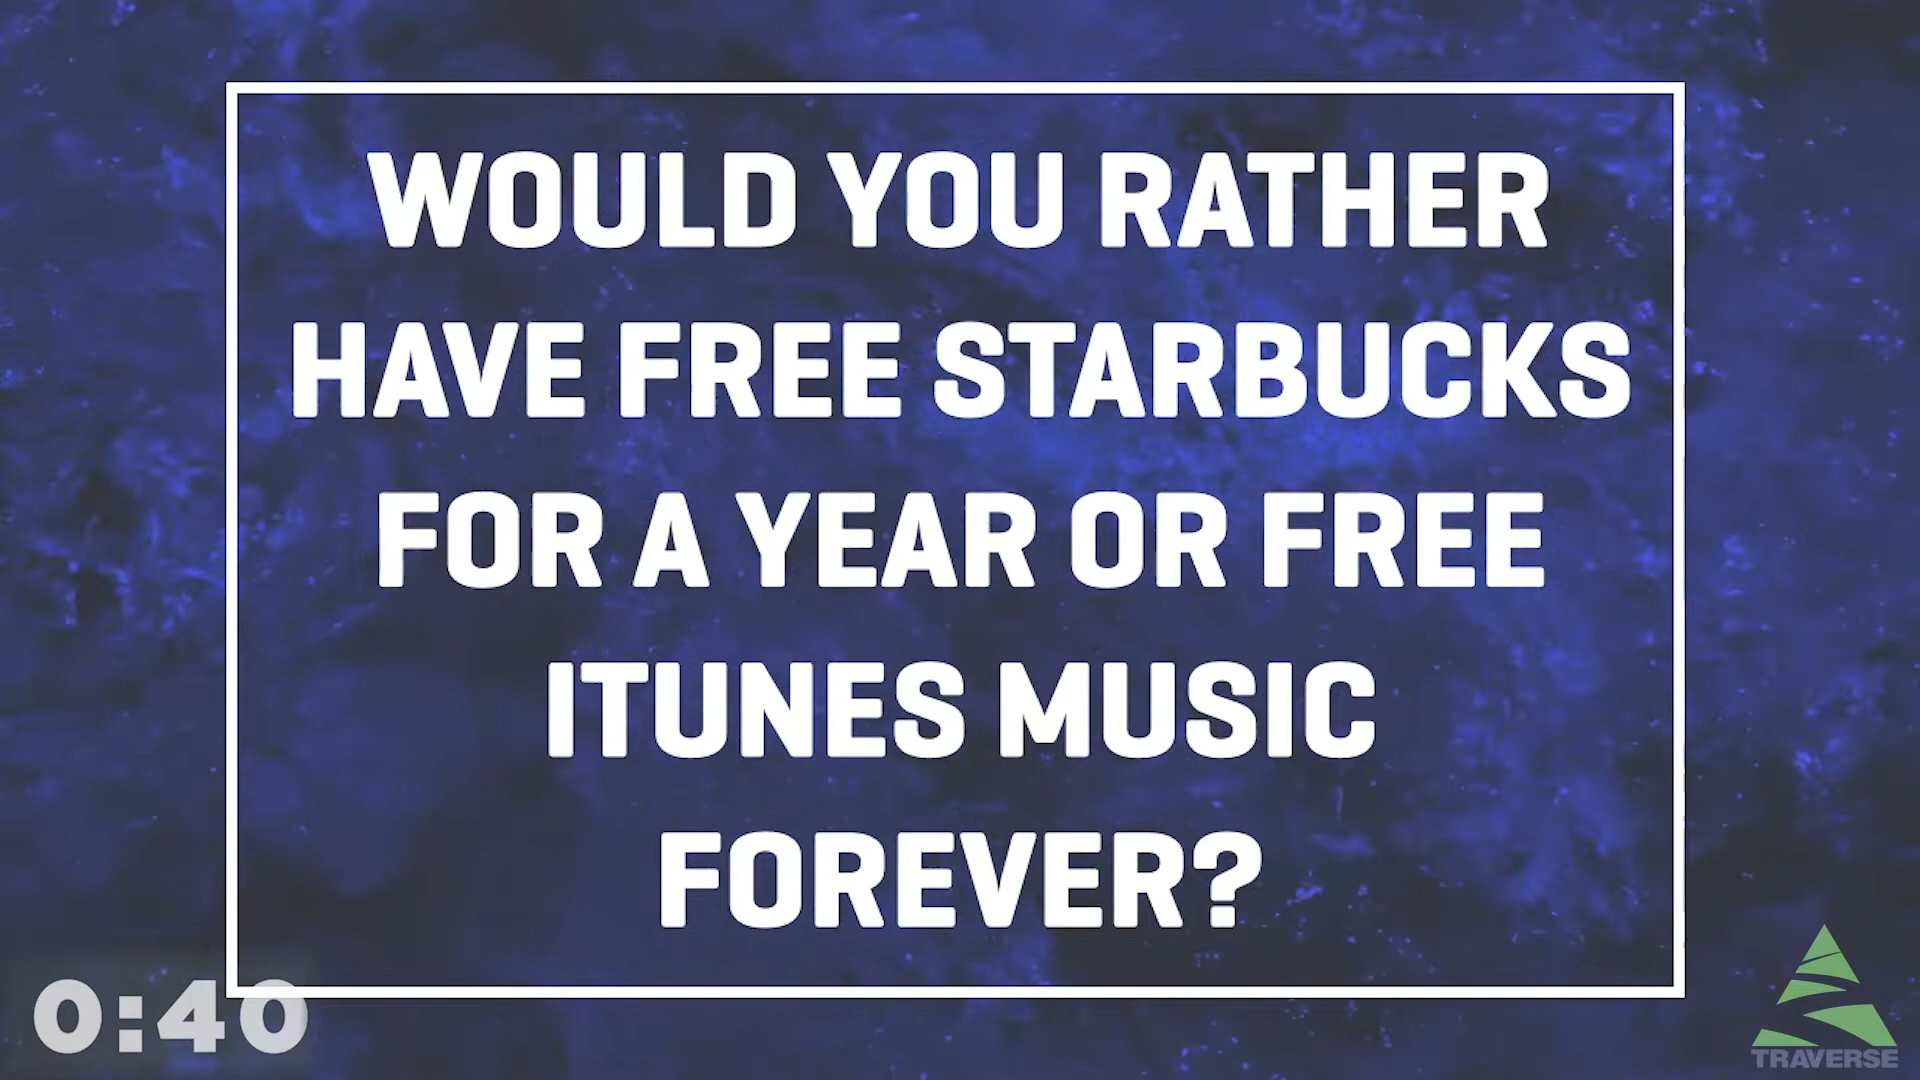 WOULD YOU RATHER
HAVE FREE STARBUCKS
FOR A YEAR OR FREE
ITUNES MUSIC
FOREVER?
0:40
TRAVERSE